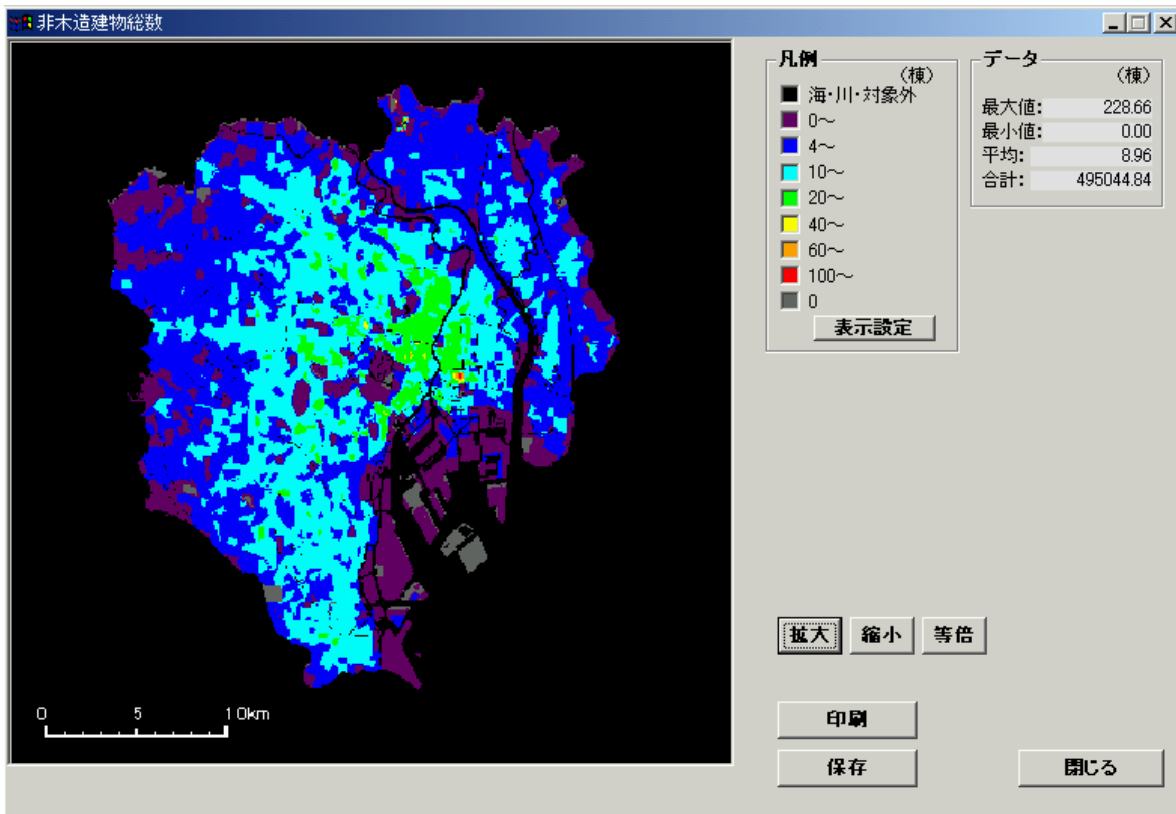 非木造建物総数
凡例
(棟)
海・川・対象外
0～
4～
10～
20～
40～
60～
100～
0
表示設定
データ
(棟)
最大値: 228.66
最小値: 0.00
平均: 8.96
合計: 495044.84
拡大 縮小 等倍
印刷
保存 閉じる
0 5 10km